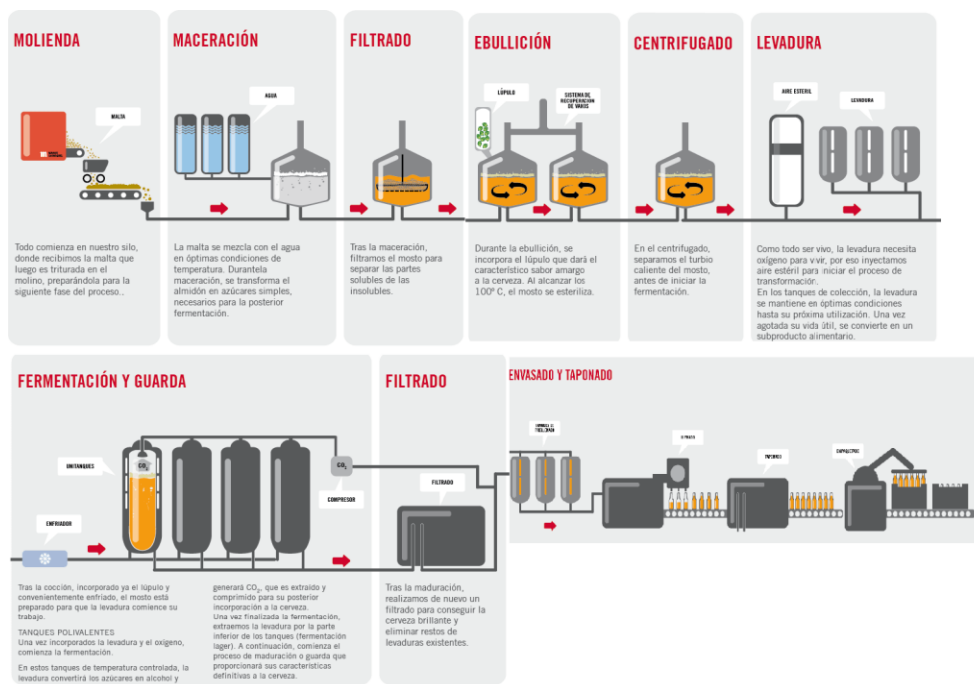 MOLIENDA
MALTA
Todo comienza en nuestro silo,
donde recibimos la malta que
luego es triturada en el
molino, preparándola para la
siguiente fase del proceso..
MACERACIÓN
AGUA
La malta se mezcla con el agua
en óptimas condiciones de
temperatura. Durantela
maceración, se transforma el
almidón en azúcares simples,
necesarios para la posterior
fermentación.
FILTRADO
Tras la maceración,
filtramos el mosto para
separar las partes
solubles de las
insolubles.
EBULLICIÓN
LÚPULO
SISTEMA DE
RECUPERACIÓN
DE VAHOS
Durante la ebullición, se
incorpora el lúpulo que dará el
característico sabor amargo
a la cerveza. Al alcanzar los
100º C, el mosto se esteriliza.
CENTRIFUGADO
En el centrifugado,
separamos el turbio
caliente del mosto,
antes de iniciar la
fermentación.
LEVADURA
AIRE ESTERIL
LEVADURA
Como todo ser vivo, la levadura necesita
oxígeno para vivir, por eso inyectamos
aire estéril para iniciar el proceso de
transformación.
En los tanques de colección, la levadura
se mantiene en óptimas condiciones
hasta su próxima utilización. Una vez
agotada su vida útil, se convierte en un
subproducto alimentario.
FERMENTACIÓN Y GUARDA
UNITANQUES
CO₂
CO₂
COMPRESOR
ENFRIADOR
Tras la cocción, incorporado ya el lúpulo y
convenientemente enfriado, el mosto está
preparado para que la levadura comience su
trabajo.
TANQUES POLIVALENTES
Una vez incorporados la levadura y el oxígeno,
comienza la fermentación.
En estos tanques de temperatura controlada, la
levadura convertirá los azúcares en alcohol y
generará CO₂, que es extraído y
comprimido para su posterior
incorporación a la cerveza.
Una vez finalizada la fermentación,
extraemos la levadura por la parte
inferior de los tanques (fermentación
lager). A continuación, comienza el
proceso de maduración o guarda que
proporcionará sus características
definitivas a la cerveza.
FILTRADO
FILTRADO
Tras la maduración,
realizamos de nuevo un
filtrado para conseguir la
cerveza brillante y
eliminar restos de
levaduras existentes.
ENVASADO Y TAPONADO